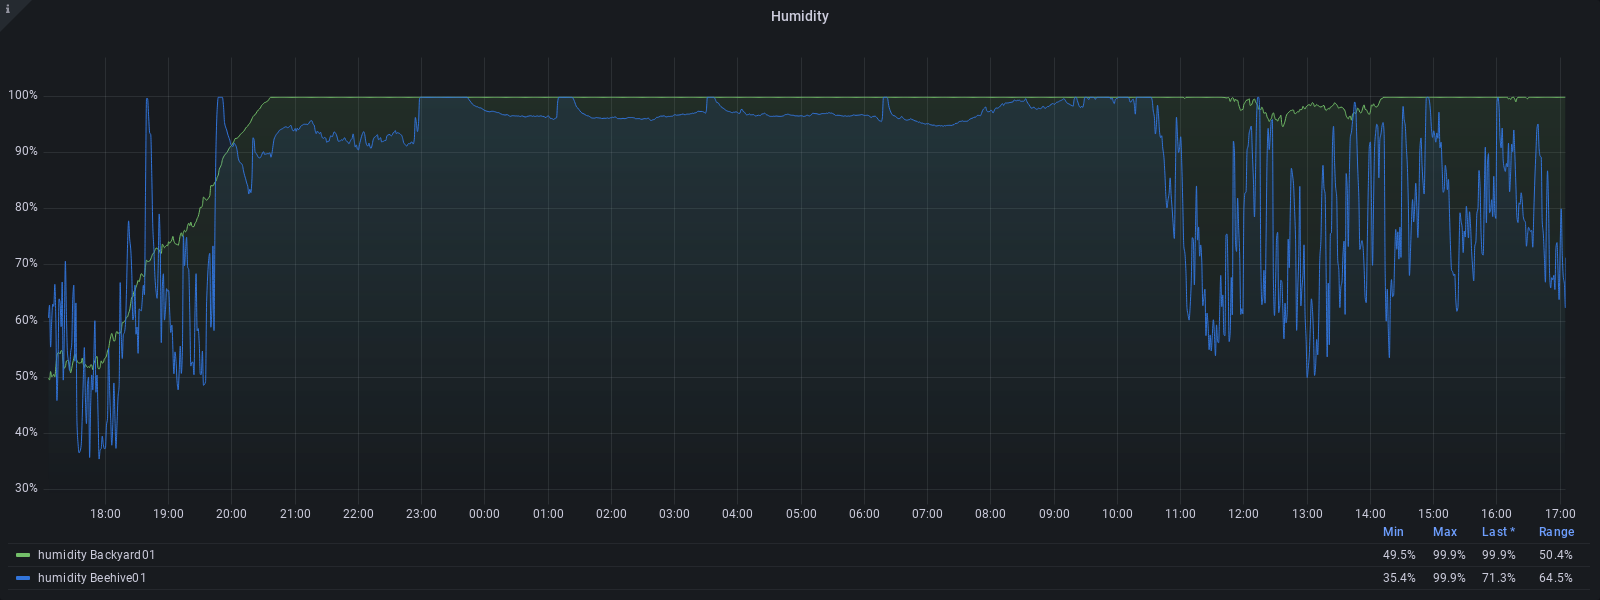 i
Humidity
100%
90%
80%
70%
60%
50%
40%
30%
18:00 19:00 20:00 21:00 22:00 23:00 00:00 01:00 02:00 03:00 04:00 05:00 06:00 07:00 08:00 09:00 10:00 11:00 12:00 13:00 14:00 15:00 16:00 17:00
Min Max Last * Range
humidity Backyard01 49.5% 99.9% 99.9% 50.4%
humidity Beehive01 35.4% 99.9% 71.3% 64.5%